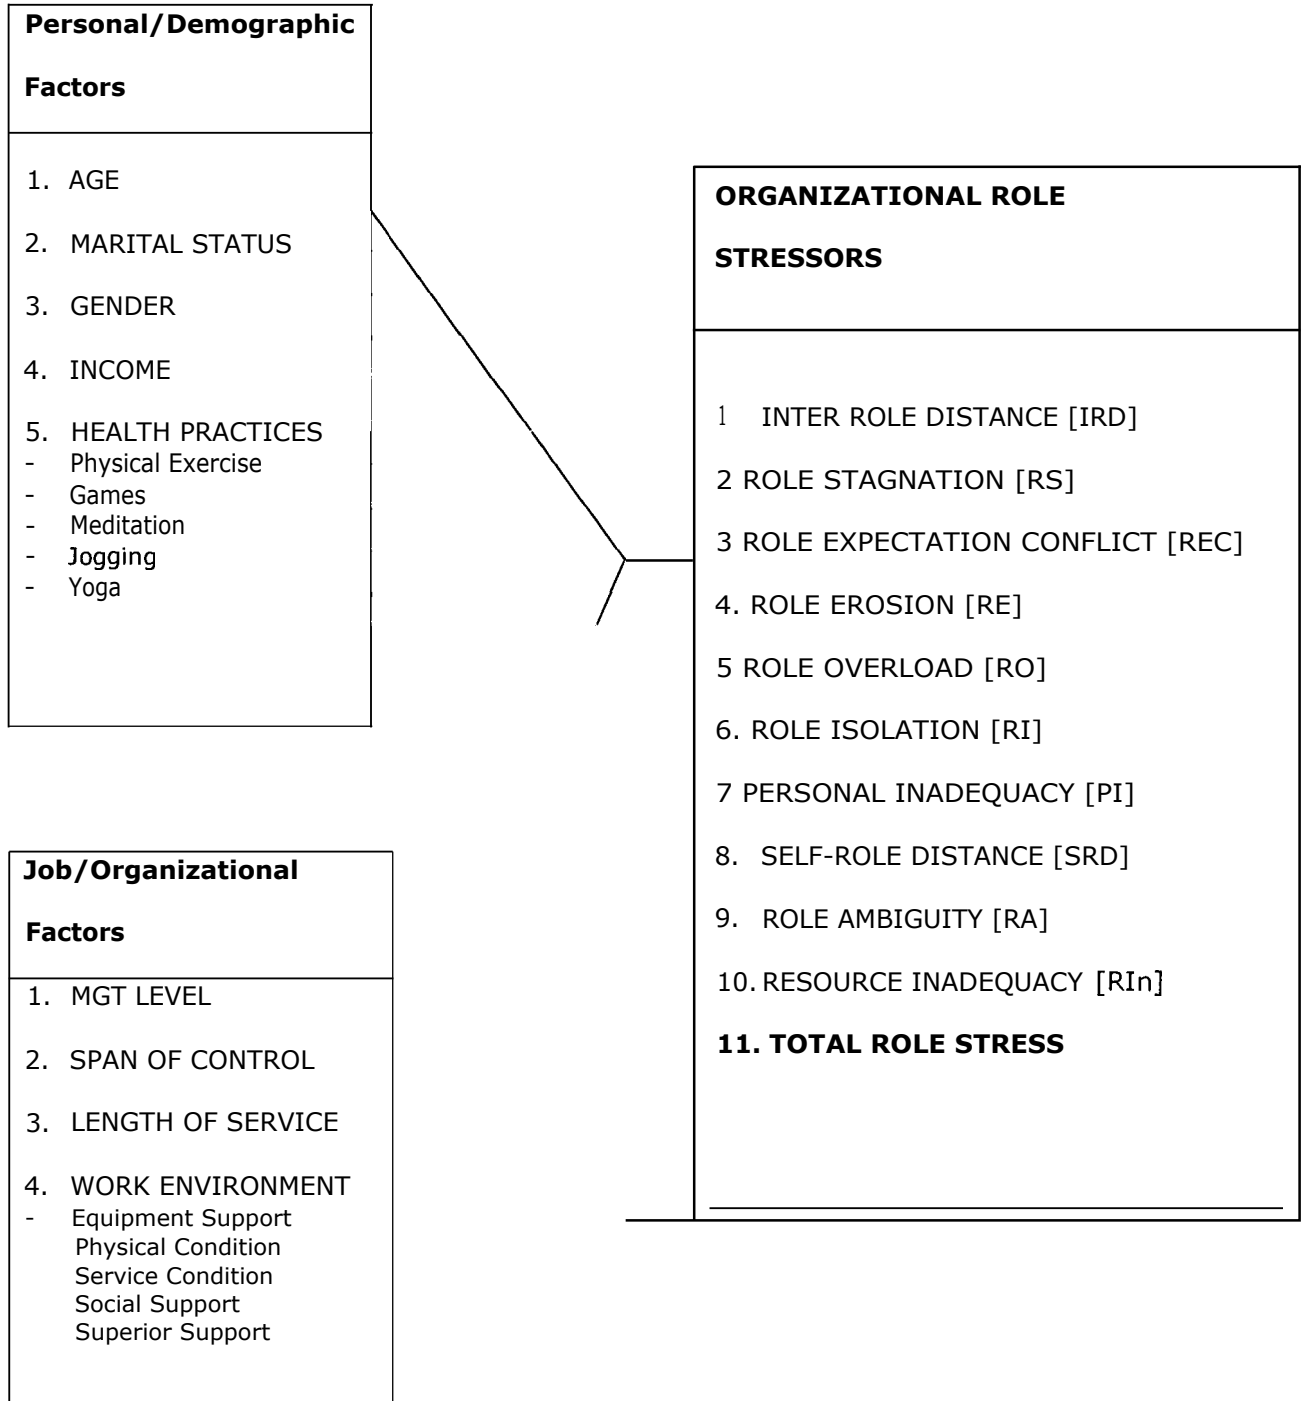 Personal/Demographic
Factors
1. AGE
2. MARITAL STATUS
3. GENDER
4. INCOME
5. HEALTH PRACTICES
- Physical Exercise
- Games
- Meditation
- Jogging
- Yoga
Job/Organizational
Factors
1. MGT LEVEL
2. SPAN OF CONTROL
3. LENGTH OF SERVICE
4. WORK ENVIRONMENT
- Equipment Support
Physical Condition
Service Condition
Social Support
Superior Support
ORGANIZATIONAL ROLE
STRESSORS
1 INTER ROLE DISTANCE [IRD]
2 ROLE STAGNATION [RS]
3 ROLE EXPECTATION CONFLICT [REC]
4. ROLE EROSION [RE]
5 ROLE OVERLOAD [RO]
6. ROLE ISOLATION [RI]
7 PERSONAL INADEQUACY [PI]
8. SELF-ROLE DISTANCE [SRD]
9. ROLE AMBIGUITY [RA]
10. RESOURCE INADEQUACY [RIn]
11. TOTAL ROLE STRESS